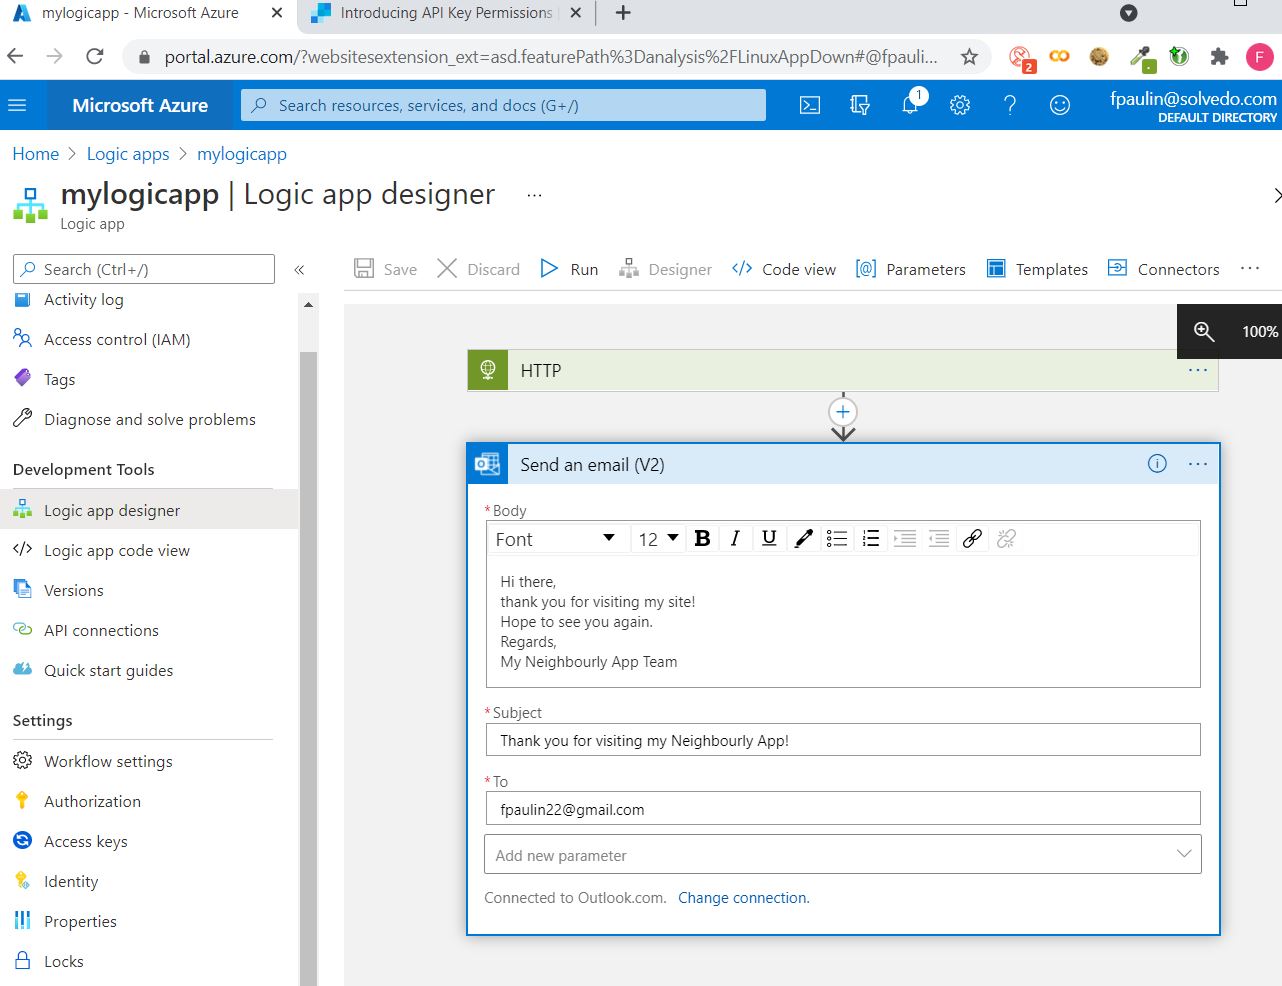 mylogicapp - Microsoft Azure
Introducing API Key Permissions
portal.azure.com/?websitesextension_ext=asd.featurePath%3Danalysis%2FLinuxAppDown#@fpauli...
2
F
Microsoft Azure
Search resources, services, and docs (G+/)
1
fpaulin@solvedo.com
DEFAULT DIRECTORY
Home > Logic apps > mylogicapp
mylogicapp | Logic app designer ...
Logic app
Search (Ctrl+/)
«
Save
Discard
Run
Designer
Code view
Parameters
Templates
Connectors
...
Activity log
Access control (IAM)
Tags
Diagnose and solve problems
Development Tools
Logic app designer
Logic app code view
Versions
API connections
Quick start guides
Settings
Workflow settings
Authorization
Access keys
Identity
Properties
Locks
100%
HTTP
...
Send an email (V2)
...
*Body
Font
12
B I U
Hi there,
thank you for visiting my site!
Hope to see you again.
Regards,
My Neighbourly App Team
*Subject
Thank you for visiting my Neighbourly App!
*To
fpaulin22@gmail.com
Add new parameter
Connected to Outlook.com. Change connection.